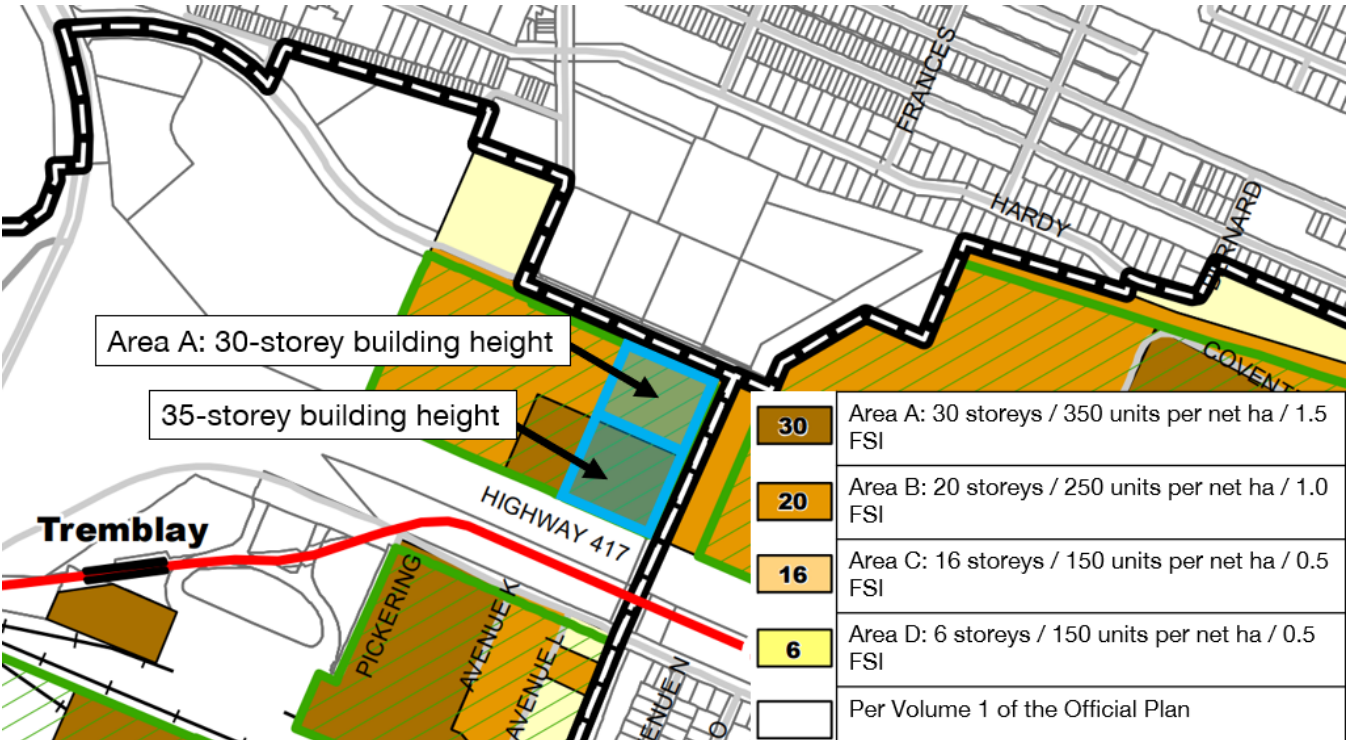 FRANCES
HARDY
Area A: 30-storey building height
35-storey building height
HIGHWAY 417
Tremblay
PICKERING
AVENUE K
AVENUE L
O
30
Area A: 30 storeys / 350 units per net ha / 1.5
FSI
20
Area B: 20 storeys / 250 units per net ha / 1.0
FSI
16
Area C: 16 storeys / 150 units per net ha / 0.5
FSI
6
Area D: 6 storeys / 150 units per net ha / 0.5
FSI
Per Volume 1 of the Official Plan